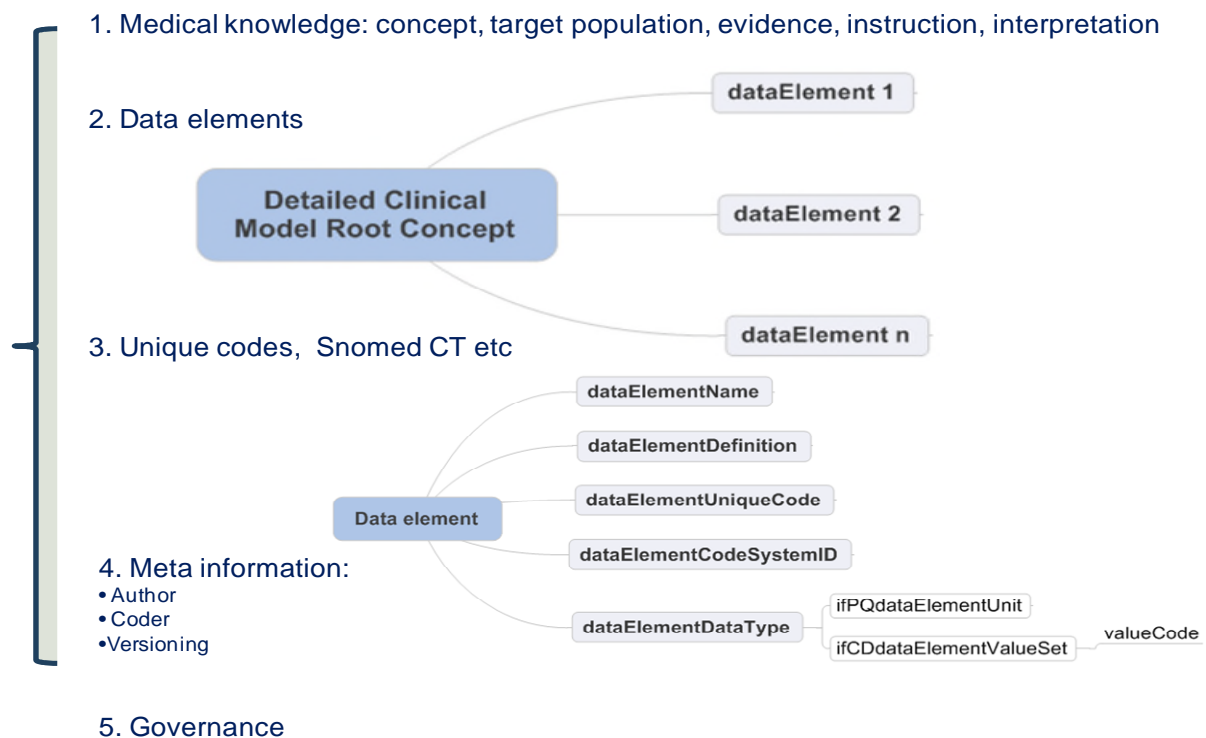 1. Medical knowledge: concept, target population, evidence, instruction, interpretation
dataElement 1
2. Data elements
Detailed Clinical
Model Root Concept
dataElement 2
dataElement n
3. Unique codes, Snomed CT etc
dataElementName
dataElementDefinition
dataElementUniqueCode
Data element
dataElementCodeSystemID
4. Meta information:
• Author
• Coder
•Versioning
dataElementDataType
ifPQdataElementUnit
ifCDdataElementValueSet
valueCode
5. Governance